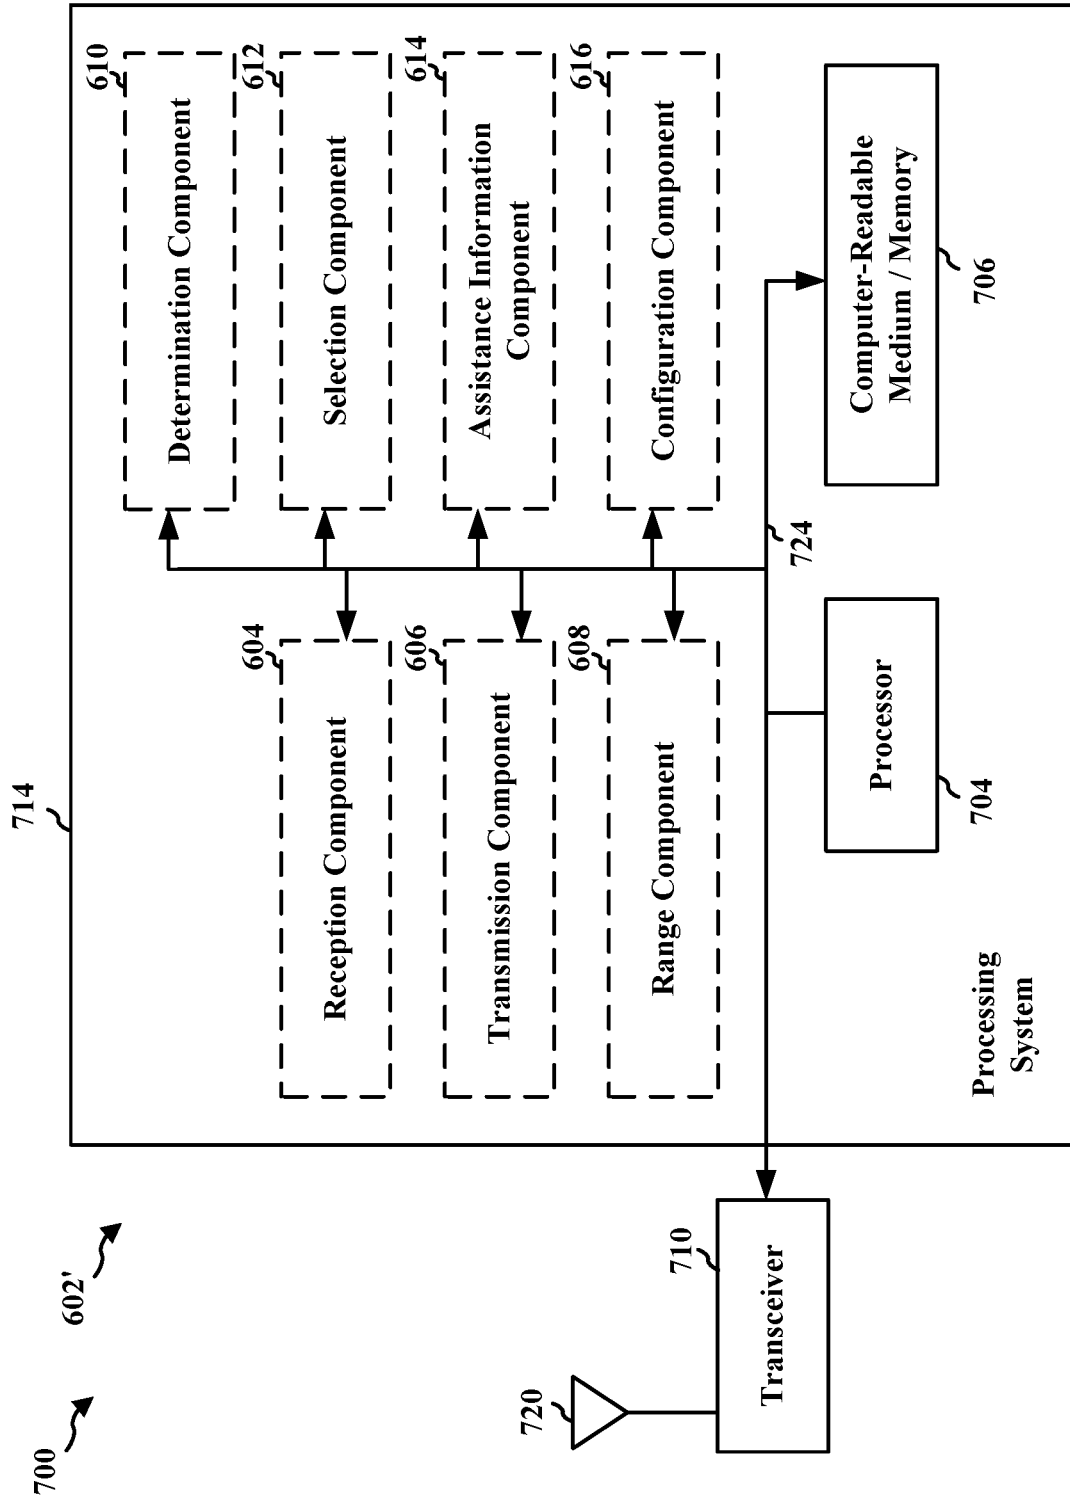 700
602'
714
610
Determination Component
604
Reception Component
612
Selection Component
606
Transmission Component
614
Assistance Information
Component
608
Range Component
616
Configuration Component
724
720
710
Transceiver
Processor
704
Computer-Readable
Medium / Memory
706
Processing
System